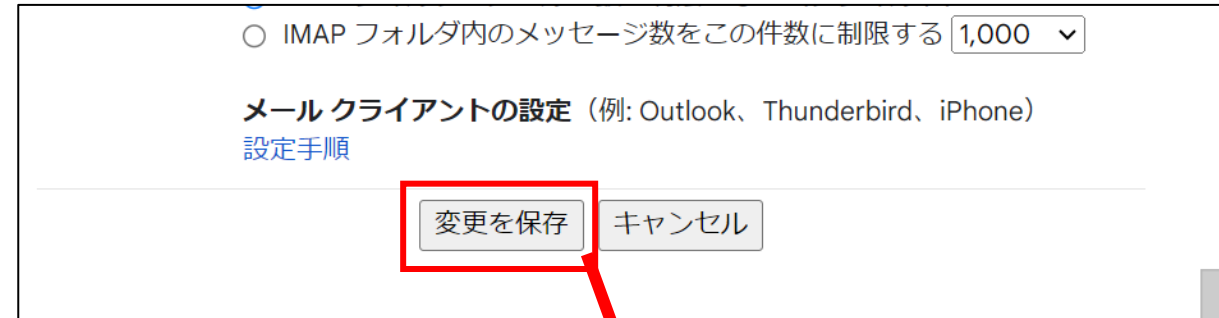 IMAP フォルダ内のメッセージ数をこの件数に制限する 1,000
メール クライアントの設定（例: Outlook、Thunderbird、iPhone）
設定手順
変更を保存 キャンセル